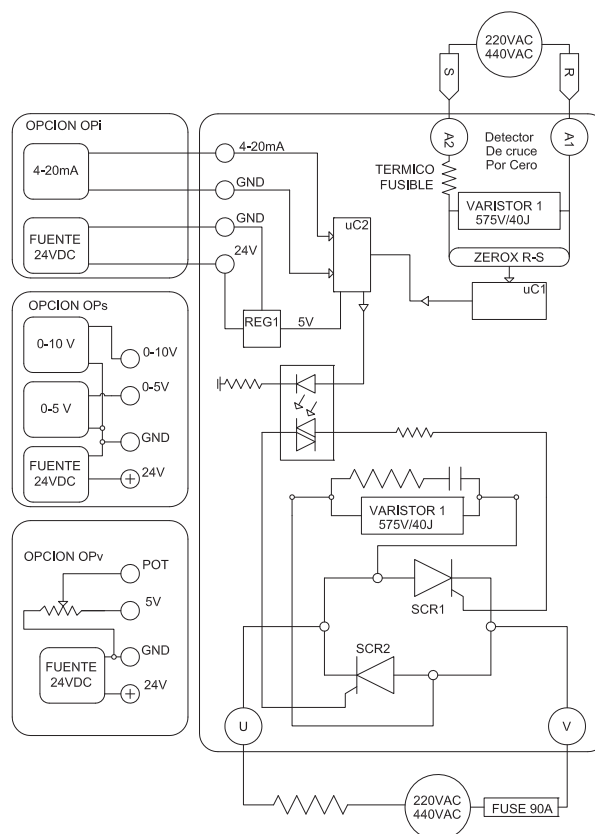 220VAC
440VAC
S
R
OPCION OPi
4-20mA
FUENTE
24VDC
4-20mA
GND
GND
24V
A2
A1
Detector
De cruce
Por Cero
TERMICO
FUSIBLE
VARISTOR 1
575V/40J
ZEROX R-S
uC1
uC2
REG1
5V
OPCION OPs
0-10 V
0-5 V
FUENTE
24VDC
0-10V
0-5V
GND
24V
VARISTOR 1
575V/40J
SCR1
SCR2
OPCION OPv
POT
5V
GND
24V
FUENTE
24VDC
U
V
220VAC
440VAC
FUSE 90A